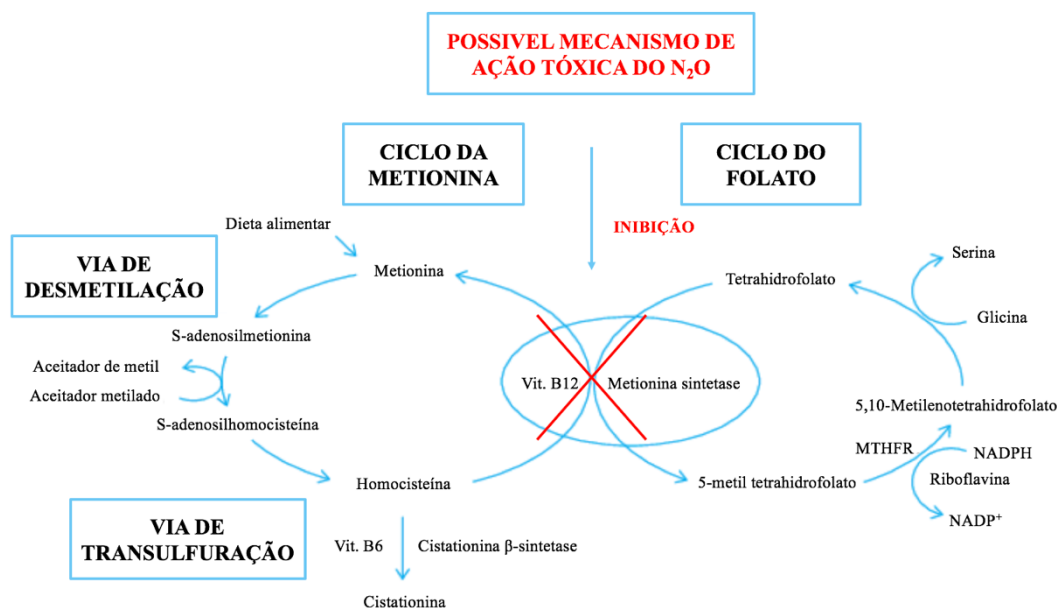 POSSIVEL MECANISMO DE
AÇÃO TÓXICA DO N₂O
CICLO DA
METIONINA
CICLO DO
FOLATO
INIBIÇÃO
Dieta alimentar
VIA DE
DESMETILAÇÃO
Metionina
Tetrahidrofolato
Serina
Glicina
S-adenosilmetionina
Aceitador de metil
Aceitador metilado
S-adenosilhomocisteína
Vit. B12
Metionina sintetase
5,10-Metilenotetrahidrofolato
MTHFR
NADPH
Riboflavina
NADP⁺
Homocisteína
5-metil tetrahidrofolato
VIA DE
TRANSULFURAÇÃO
Vit. B6
Cistationina β-sintetase
Cistationina